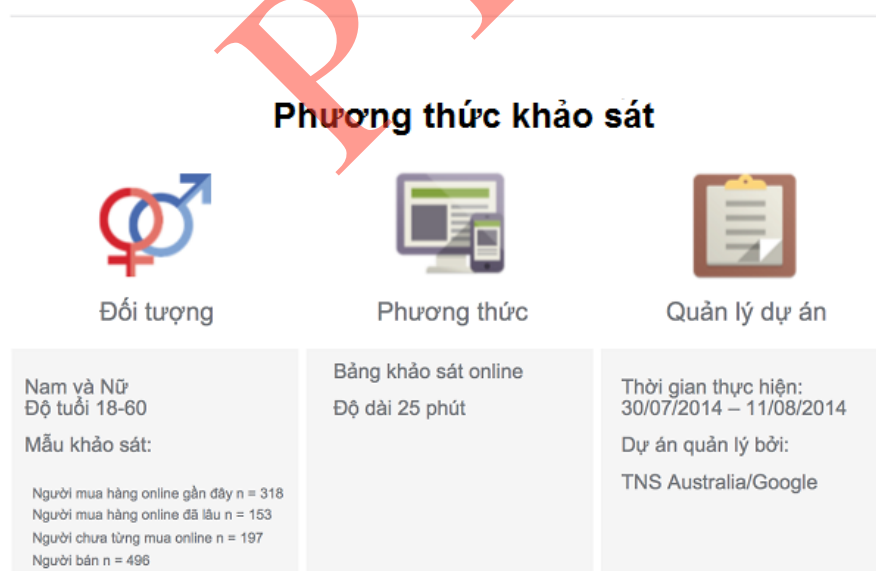 Phương thức khảo sát
Đối tượng
Nam và Nữ
Độ tuổi 18-60
Mẫu khảo sát:
Người mua hàng online gần đây n = 318
Người mua hàng online đã lâu n = 153
Người chưa từng mua online n = 197
Người bán n = 496
Phương thức
Bảng khảo sát online
Độ dài 25 phút
Quản lý dự án
Thời gian thực hiện:
30/07/2014 – 11/08/2014
Dự án quản lý bởi:
TNS Australia/Google